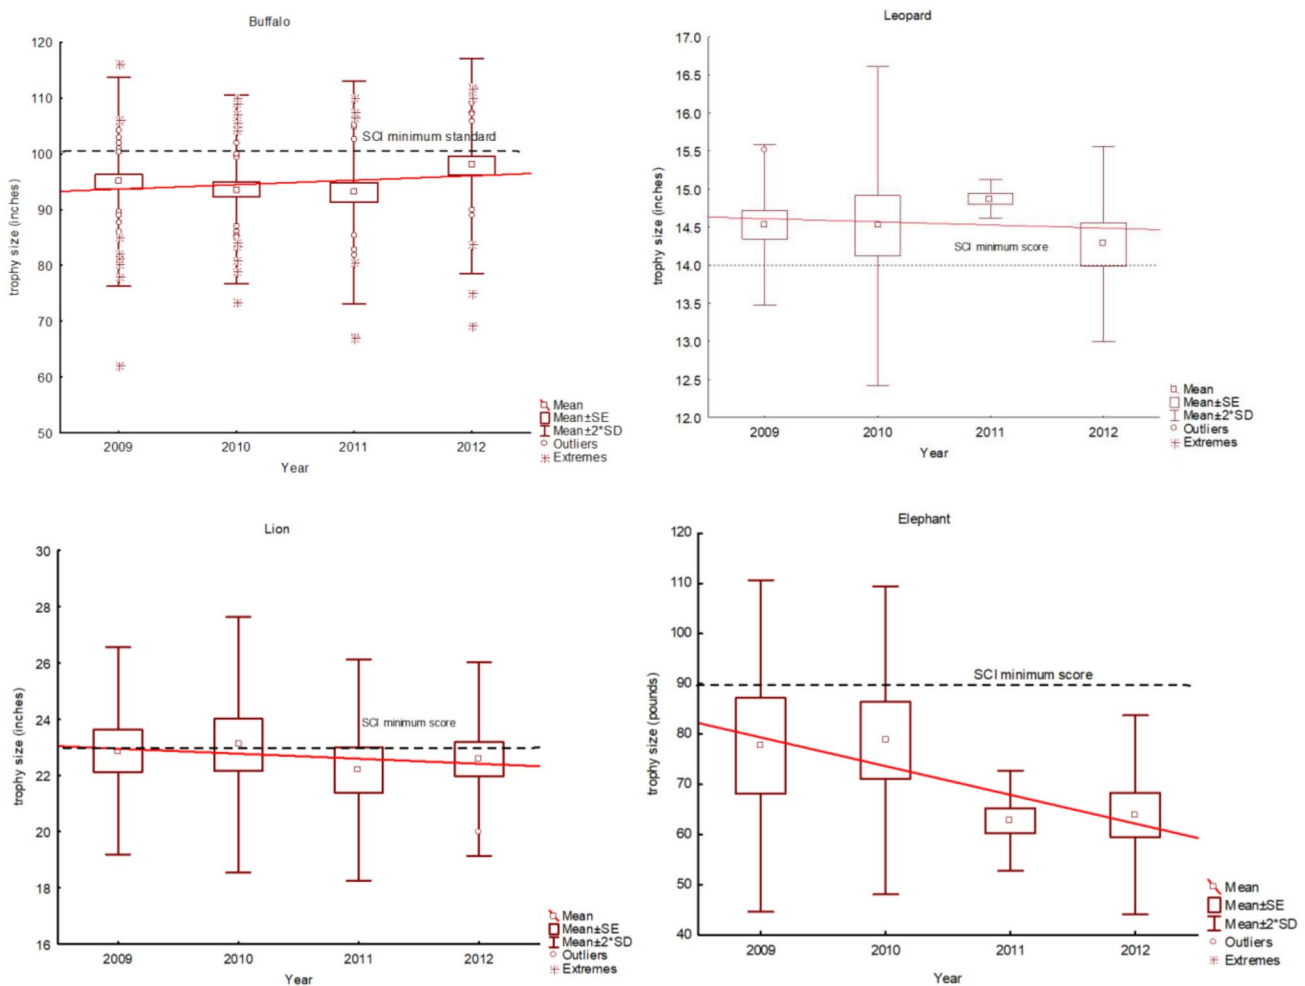 Buffalo
120
110
100
90
80
70
60
50
trophy size (inches)
SCI minimum standard
2009 2010 2011 2012
Year
Mean
Mean±SE
Mean±2*SD
Outliers
Extremes
Leopard
17.0
16.5
16.0
15.5
15.0
14.5
14.0
13.5
13.0
12.5
12.0
trophy size (inches)
SCI minimum score
2009 2010 2011 2012
Year
Mean
Mean±SE
Mean±2*SD
Outliers
Extremes
Lion
30
28
26
24
22
20
18
16
trophy size (inches)
SCI minimum score
2009 2010 2011 2012
Year
Mean
Mean±SE
Mean±2*SD
Outliers
Extremes
Elephant
120
110
100
90
80
70
60
50
40
trophy size (pounds)
SCI minimum score
2009 2010 2011 2012
Year
Mean
Mean±SE
Mean±2*SD
Outliers
Extremes